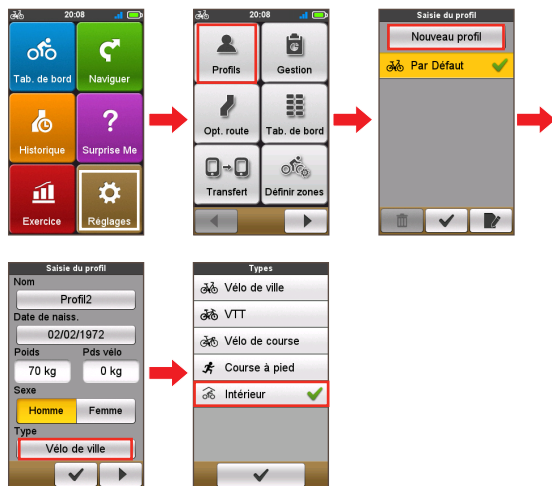 20:08
Tab. de bord
Naviguer
Historique
?
Surprise Me
Exercice
Réglages
20:08
Profils
Gestion
Opt. route
Tab. de bord
Transfert
Définir zones
Saisie du profil
Nouveau profil
Par Défaut
Saisie du profil
Nom
Profil2
Date de naiss.
02/02/1972
Poids Pds vélo
70 kg 0 kg
Sexe
Homme Femme
Type
Vélo de ville
Types
Vélo de ville
VTT
Vélo de course
Course à pied
Intérieur